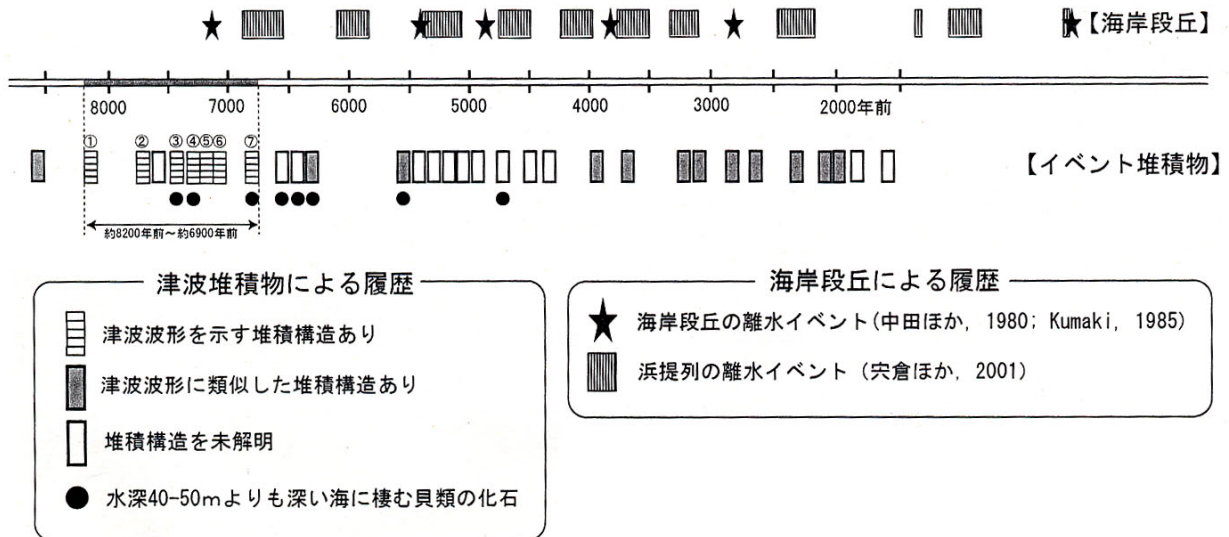 【海岸段丘】
8000 7000 6000 5000 4000 3000 2000年前
① ② ③ ④ ⑤ ⑥ ⑦
【イベント堆積物】
約8200年前〜約6900年前
津波堆積物による履歴
津波波形を示す堆積構造あり
津波波形に類似した堆積構造あり
堆積構造を未解明
水深40-50mよりも深い海に棲む貝類の化石
海岸段丘による履歴
海岸段丘の離水イベント(中田ほか, 1980; Kumaki, 1985)
浜提列の離水イベント (宍倉ほか, 2001)